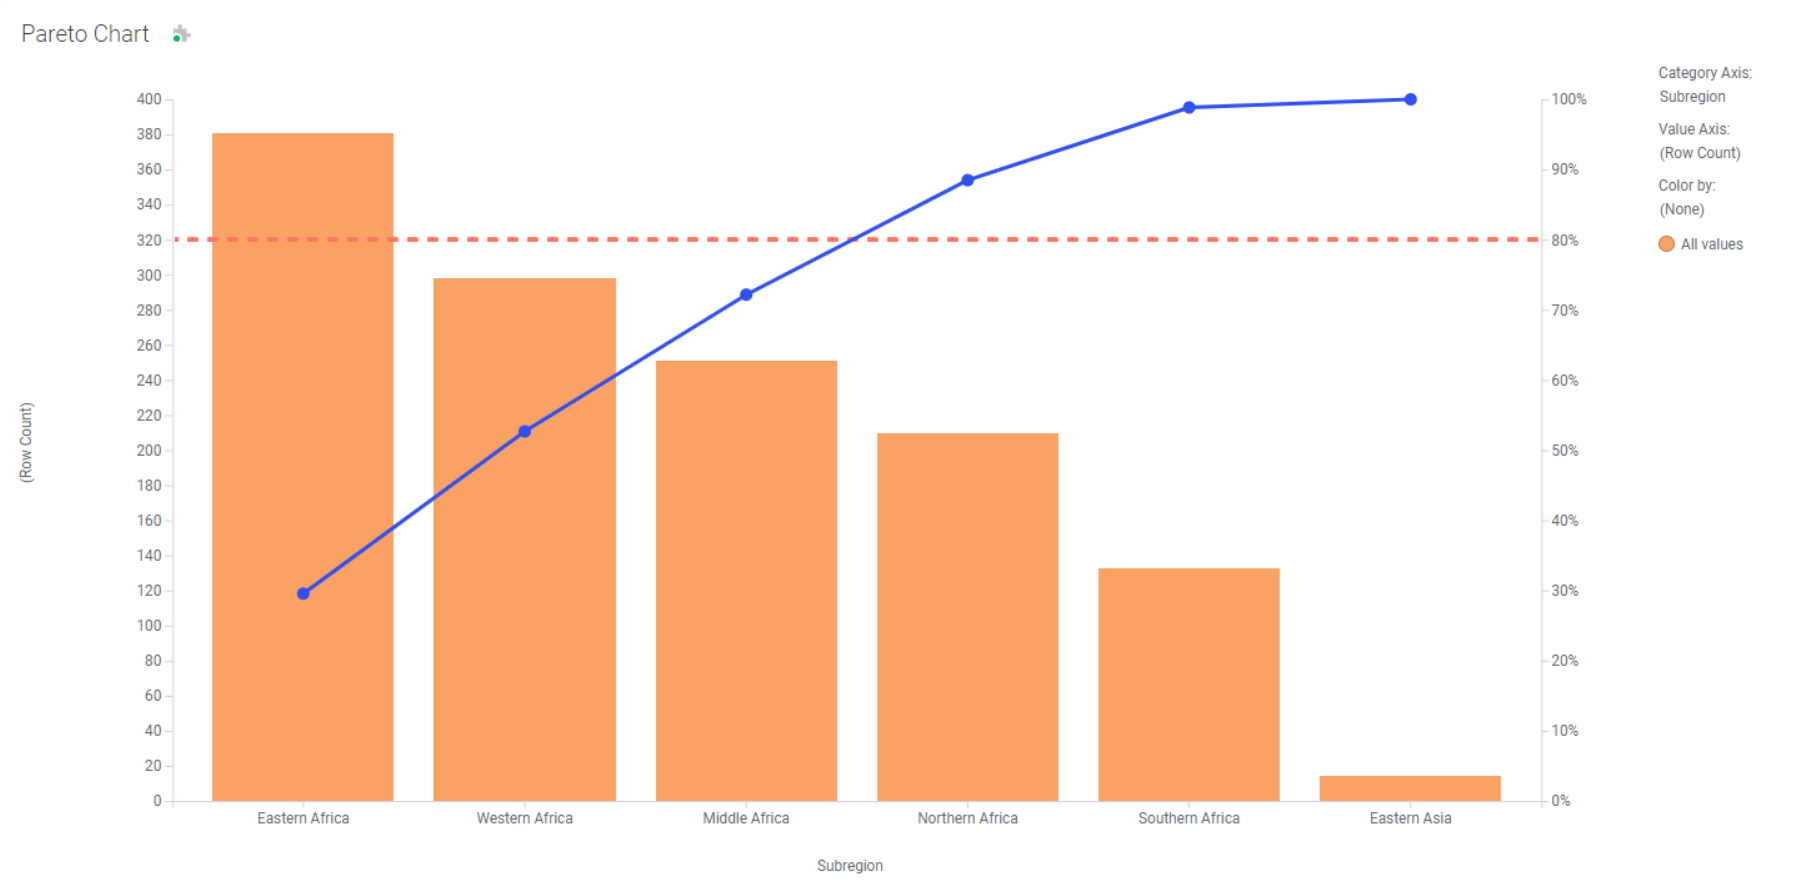 Pareto Chart
Category Axis:
Subregion
Value Axis:
(Row Count)
Color by:
(None)
All values
400
380
360
340
320
300
280
260
240
220
200
180
160
140
120
100
80
60
40
20
0
(Row Count)
100%
90%
80%
70%
60%
50%
40%
30%
20%
10%
0%
Eastern Africa
Western Africa
Middle Africa
Northern Africa
Southern Africa
Eastern Asia
Subregion